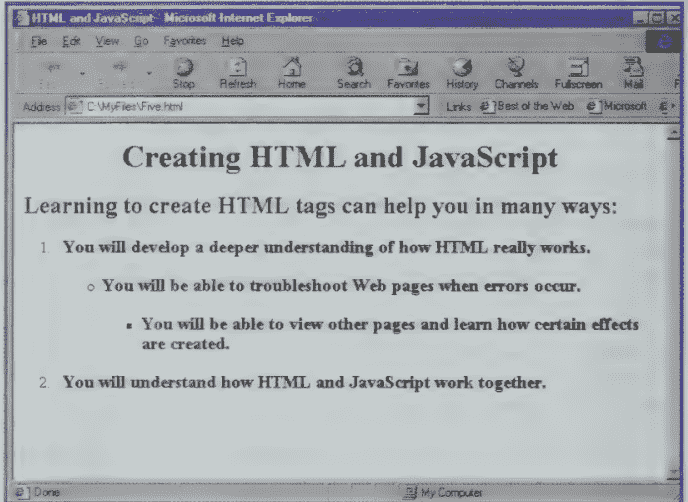 HTML and JavaScript - Microsoft Internet Explorer
File Edit View Go Favorites Help
Stop Refresh Home Search Favorites History Channels Fullscreen Mail
Address C:\MyFiles\Five.html Links Best of the Web Microsoft
Creating HTML and JavaScript
Learning to create HTML tags can help you in many ways:
1. You will develop a deeper understanding of how HTML really works.
○ You will be able to troubleshoot Web pages when errors occur.
▪ You will be able to view other pages and learn how certain effects
are created.
2. You will understand how HTML and JavaScript work together.
Done My Computer